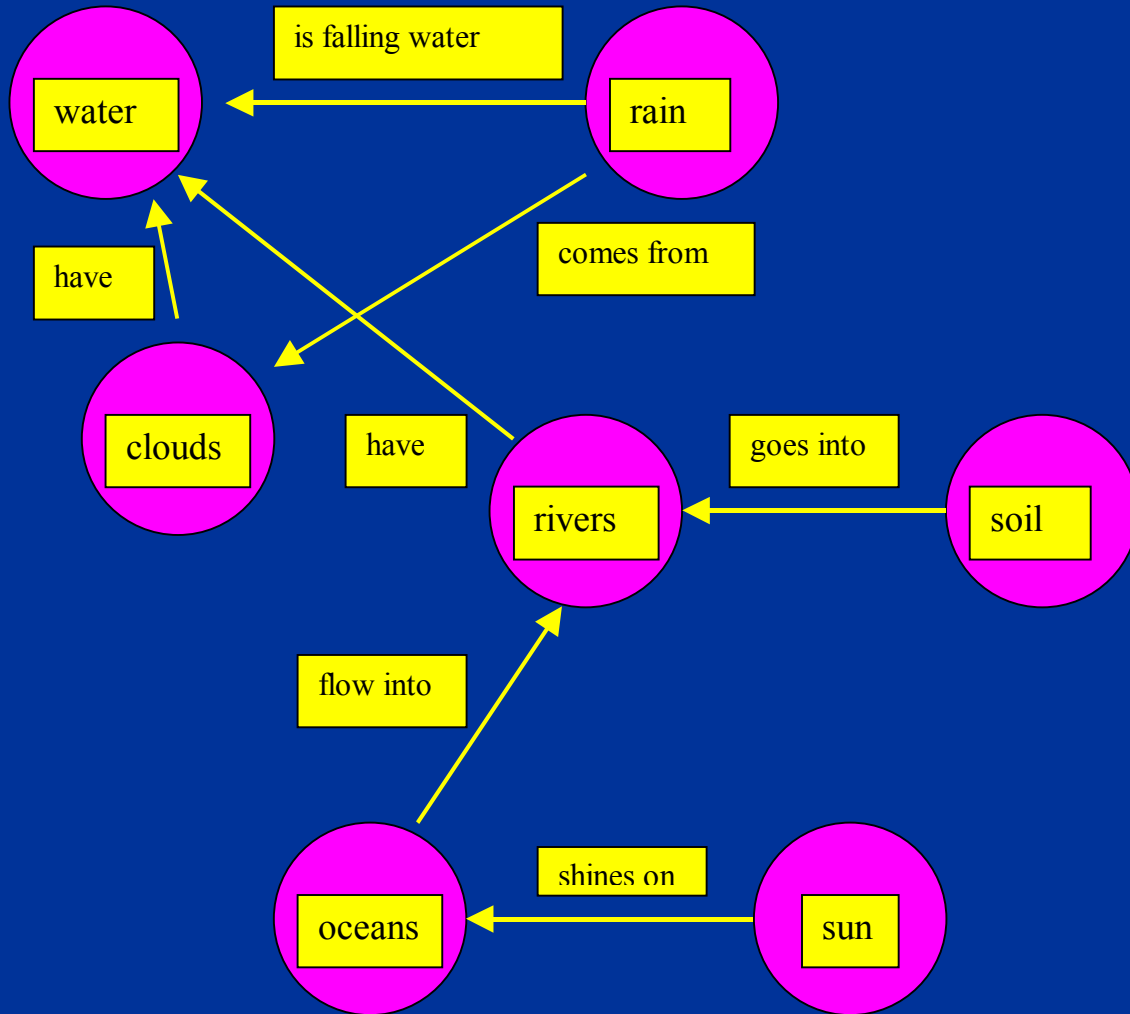 is falling water
water
rain
comes from
have
clouds
have
goes into
rivers
soil
flow into
shines on
oceans
sun